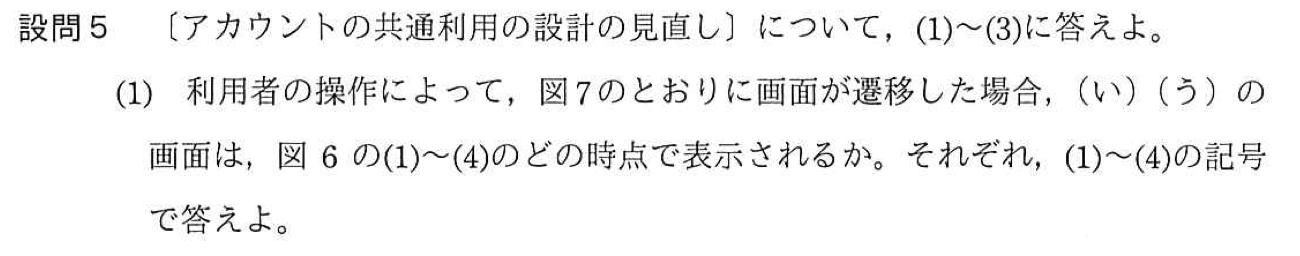 設問5 〔アカウントの共通利用の設計の見直し〕について，(1)～(3)に答えよ。
(1) 利用者の操作によって，図7のとおりに画面が遷移した場合，（い）（う）の
画面は，図 6 の(1)～(4)のどの時点で表示されるか。それぞれ，(1)～(4)の記号
で答えよ。